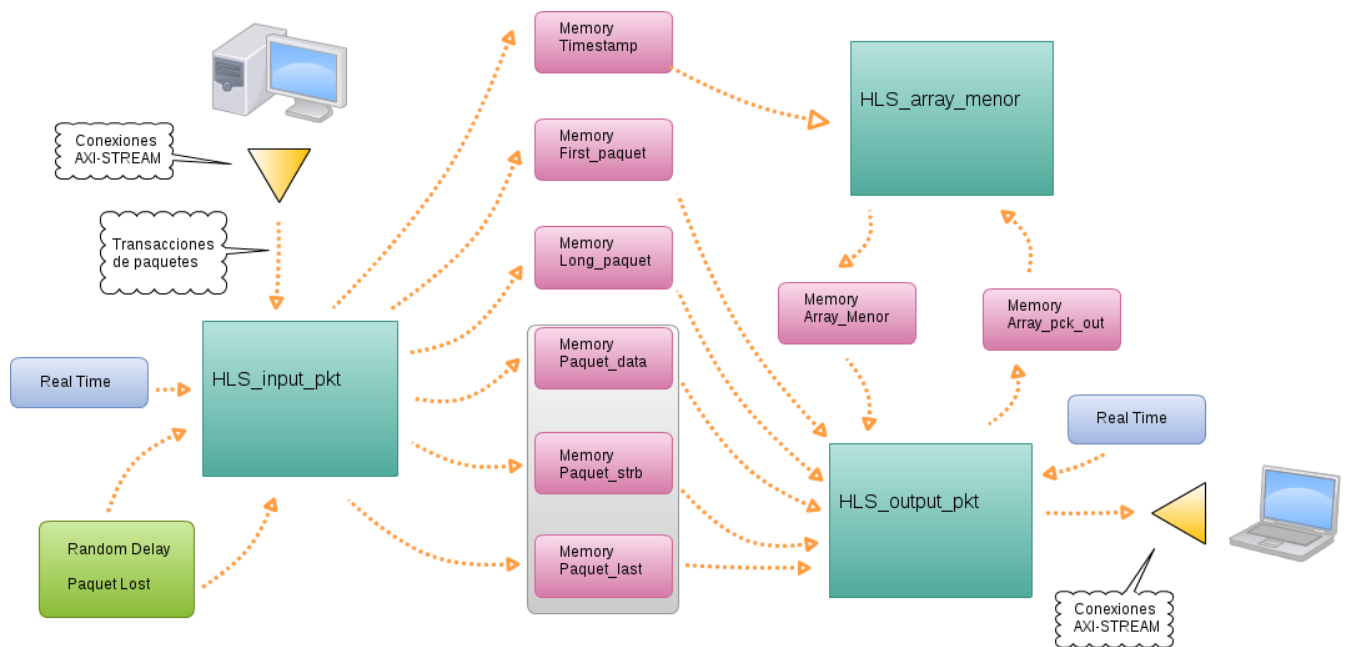 Memory
Timestamp
HLS_array_menor
Conexiones
AXI-STREAM
Memory
First_paquet
Transacciones
de paquetes
Memory
Long_paquet
Memory
Array_Menor
Memory
Array_pck_out
HLS_input_pkt
Real Time
Memory
Paquet_data
Real Time
Memory
Paquet_strb
HLS_output_pkt
Random Delay
Paquet Lost
Memory
Paquet_last
Conexiones
AXI-STREAM